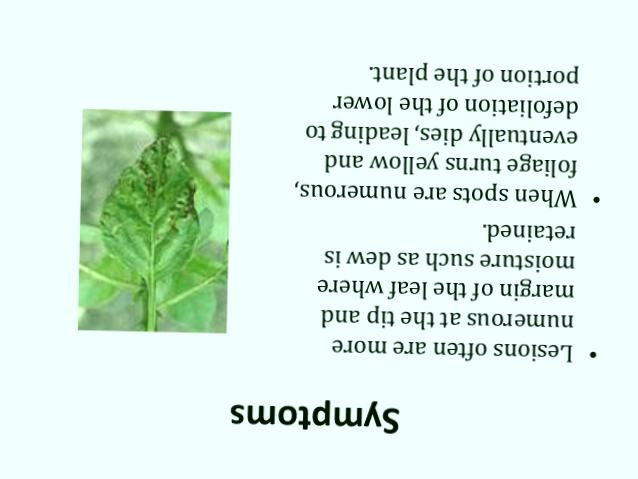 Symptoms
• Lesions often are more
numerous at the tip and
margin of the leaf where
moisture such as dew is
retained.
• When spots are numerous,
foliage turns yellow and
eventually dies, leading to
defoliation of the lower
portion of the plant.